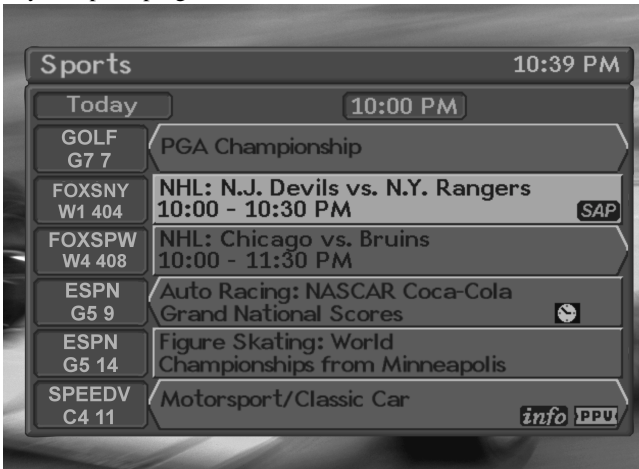 Sports 10:39 PM
Today 10:00 PM
GOLF
G7 7
PGA Championship
FOXSNY
W1 404
NHL: N.J. Devils vs. N.Y. Rangers
10:00 - 10:30 PM SAP
FOXSPW
W4 408
NHL: Chicago vs. Bruins
10:00 - 11:30 PM
ESPN
G5 9
Auto Racing: NASCAR Coca-Cola
Grand National Scores
ESPN
G5 14
Figure Skating: World
Championships from Minneapolis
SPEEDV
C4 11
Motorsport/Classic Car
info PPV